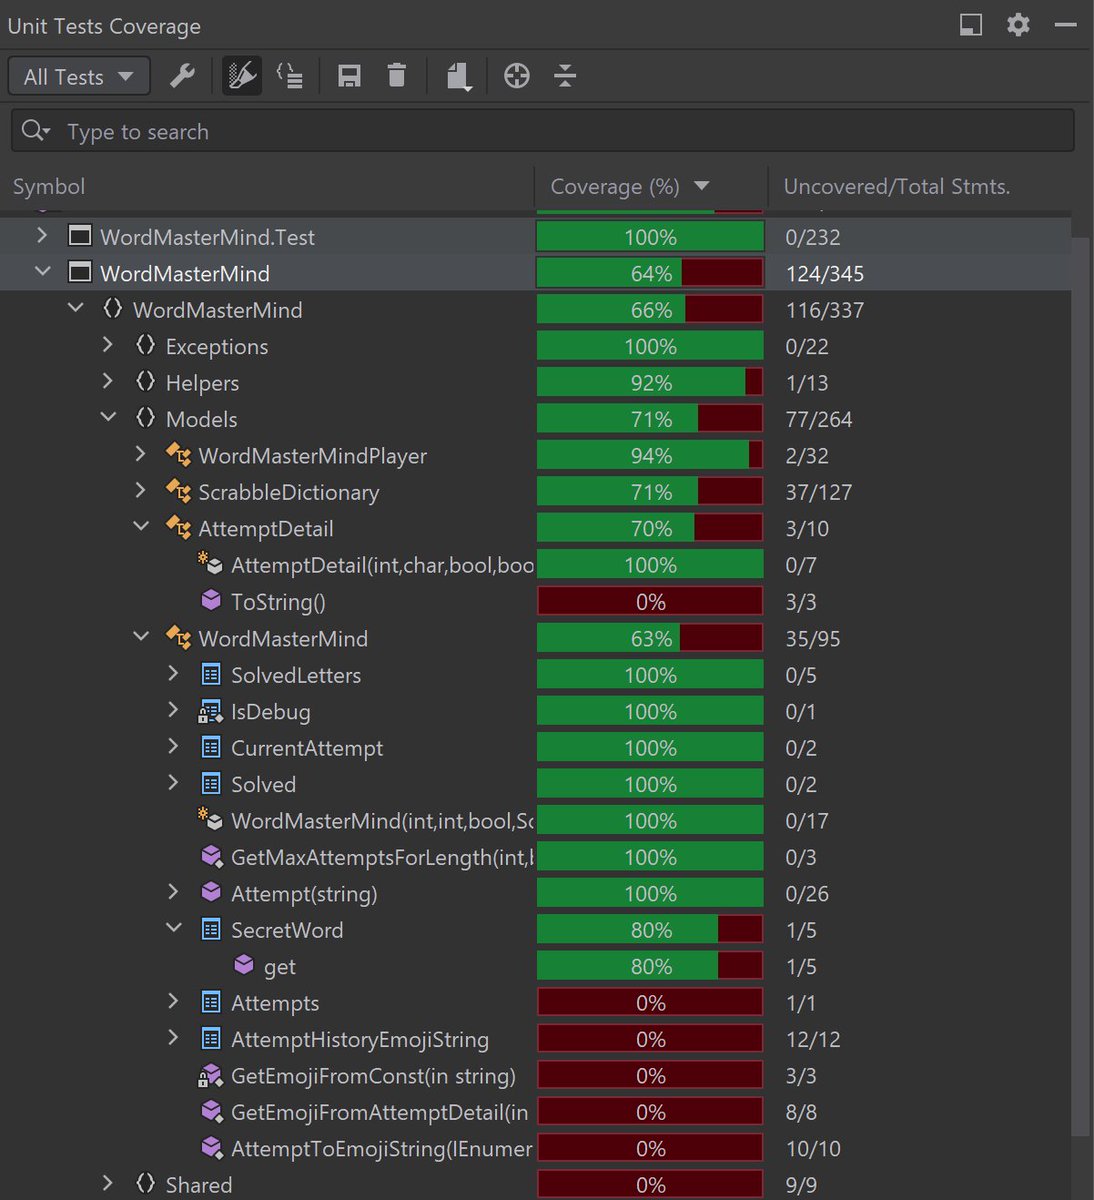 Unit Tests Coverage
All Tests
Type to search
Symbol Coverage (%) Uncovered/Total Stmts.
WordMasterMind.Test 100% 0/232
WordMasterMind 64% 124/345
WordMasterMind 66% 116/337
Exceptions 100% 0/22
Helpers 92% 1/13
Models 71% 77/264
WordMasterMindPlayer 94% 2/32
ScrabbleDictionary 71% 37/127
AttemptDetail 70% 3/10
AttemptDetail(int,char,bool,boo 100% 0/7
ToString() 0% 3/3
WordMasterMind 63% 35/95
SolvedLetters 100% 0/5
IsDebug 100% 0/1
CurrentAttempt 100% 0/2
Solved 100% 0/2
WordMasterMind(int,int,bool,Sc 100% 0/17
GetMaxAttemptsForLength(int,b 100% 0/3
Attempt(string) 100% 0/26
SecretWord 80% 1/5
get 80% 1/5
Attempts 0% 1/1
AttemptHistoryEmojiString 0% 12/12
GetEmojiFromConst(in string) 0% 3/3
GetEmojiFromAttemptDetail(in 0% 8/8
AttemptToEmojiString(IEnumer 0% 10/10
Shared 0% 9/9